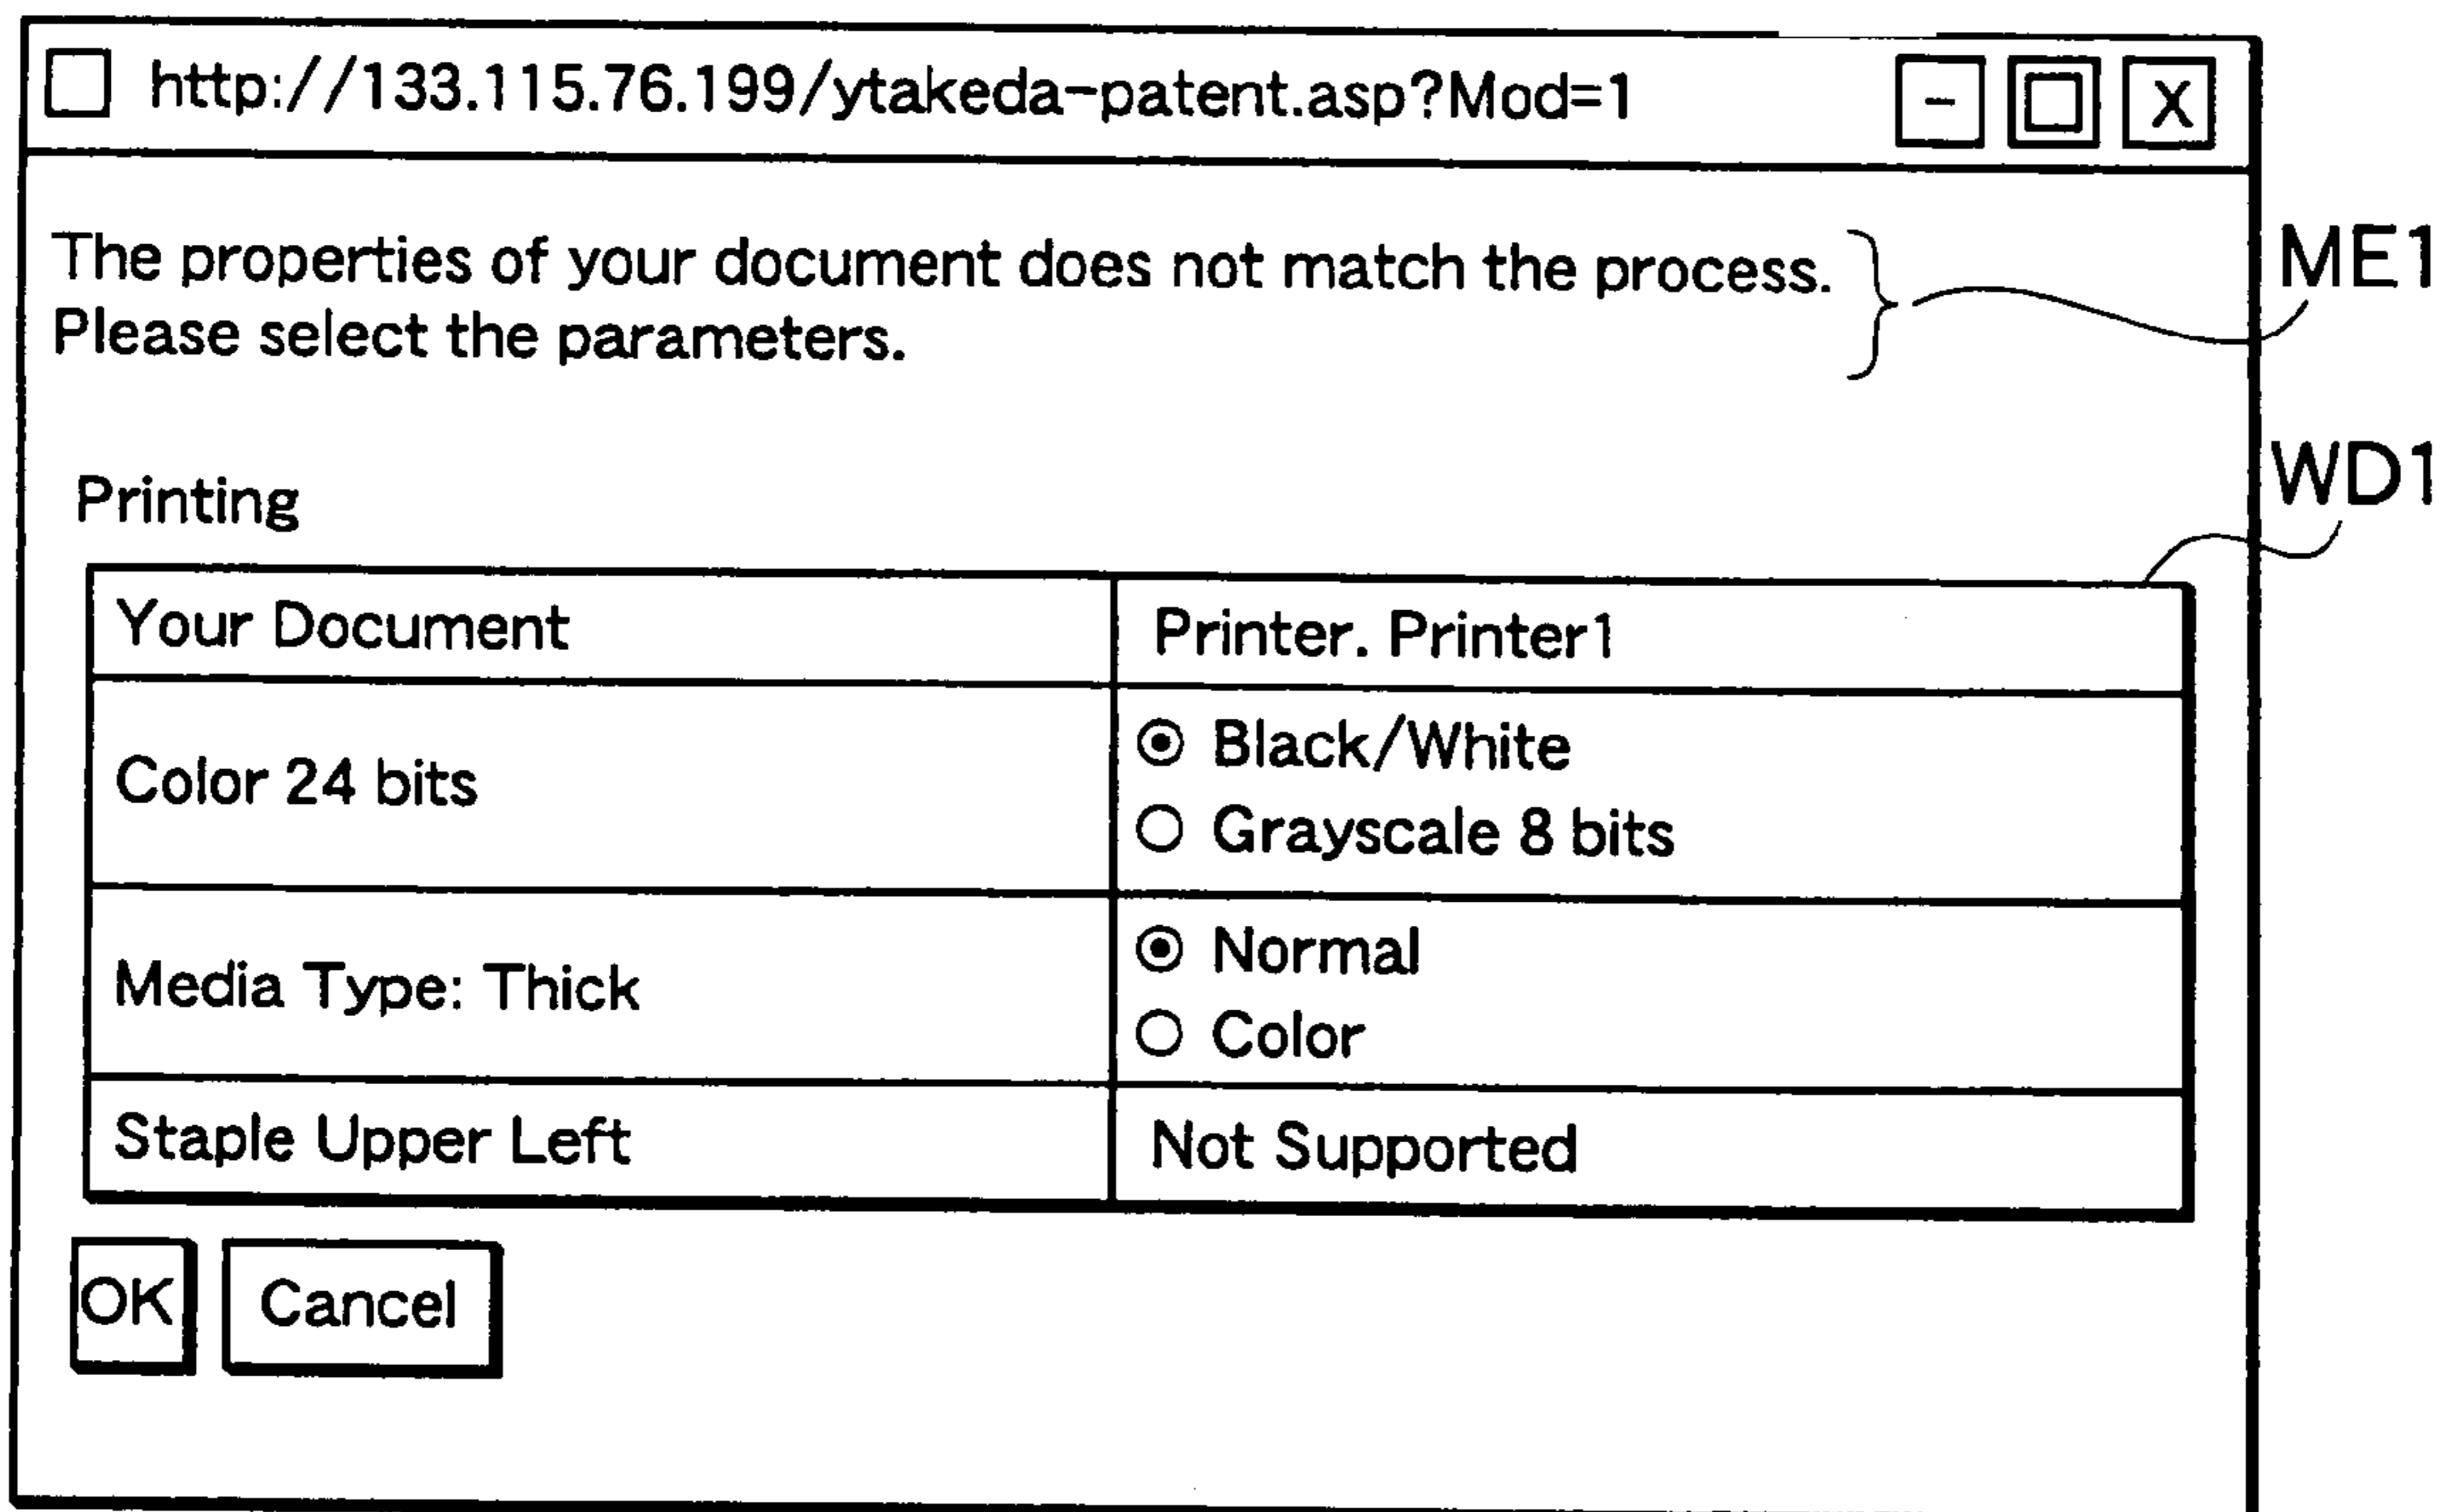 http://133.115.76.199/ytakeda-patent.asp?Mod=1 - X
The properties of your document does not match the process.
Please select the parameters.
ME1
WD1
Printing
Your Document Printer. Printer1
Color 24 bits
Black/White
Grayscale 8 bits
Media Type: Thick
Normal
Color
Staple Upper Left Not Supported
OK Cancel